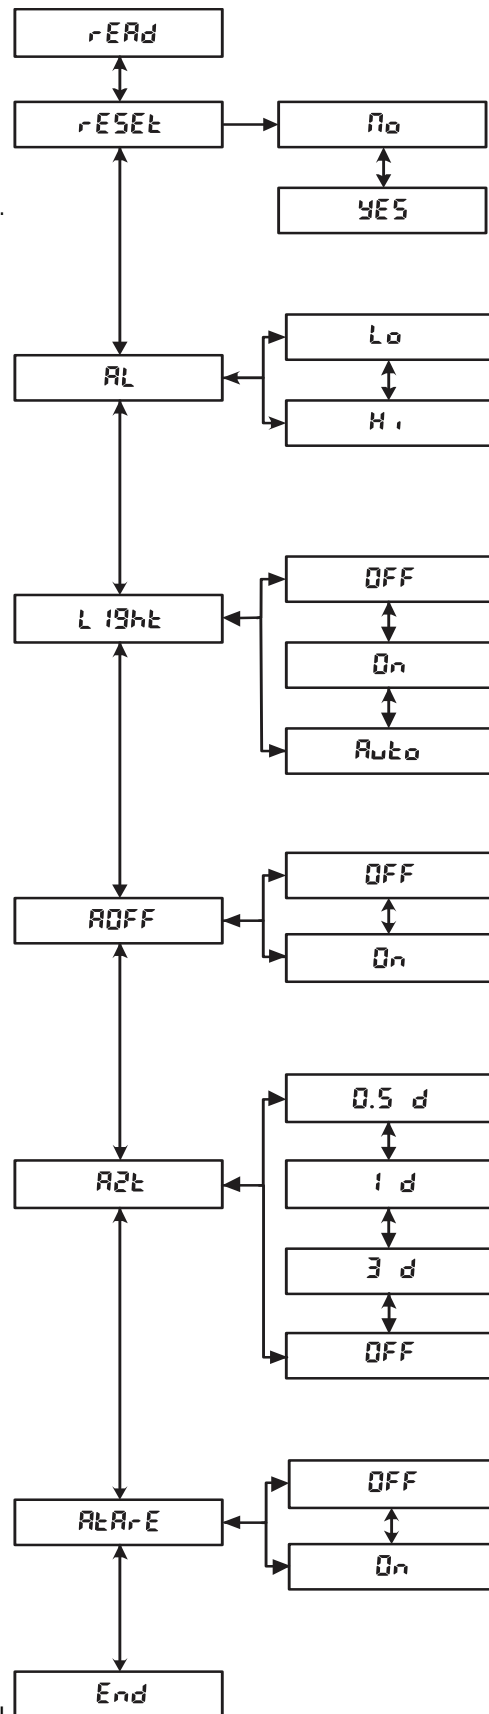 rEAd
rESEt
No
YES
AL
Lo
Hi
LIght
OFF
On
Auto
AOFF
OFF
On
A2t
0.5 d
1 d
3 d
OFF
AtArE
OFF
On
End